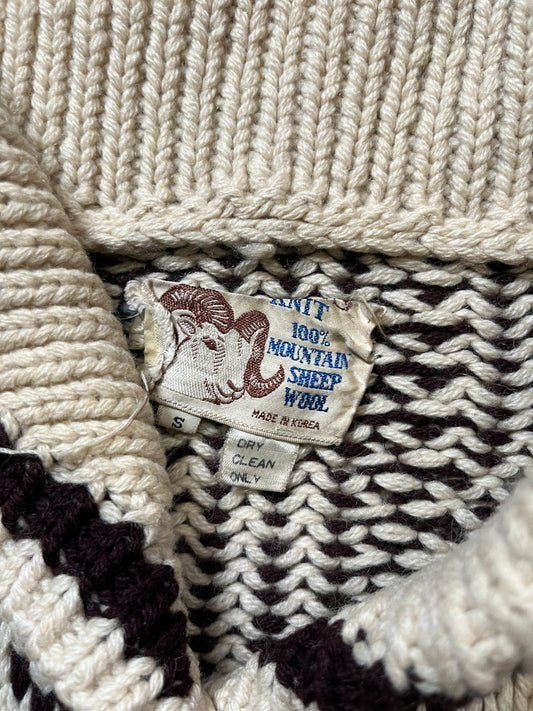 KNIT
100%
MOUNTAIN
SHEEP
WOOL
MADE IN KOREA
S
DRY
CLEAN
ONLY